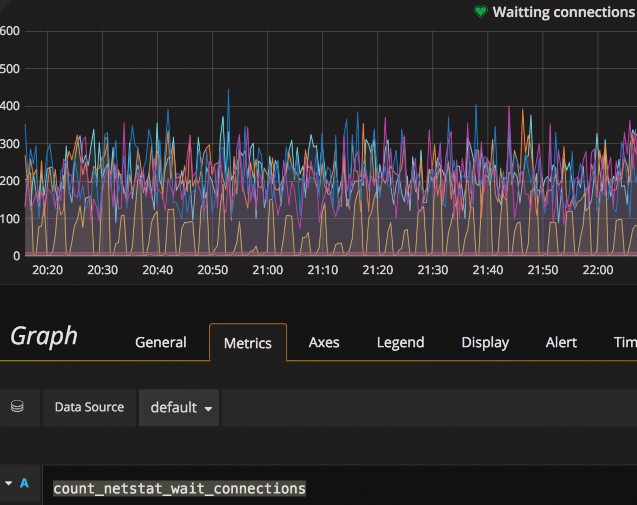 Waitting connections
600
500
400
300
200
100
0
20:20 20:30 20:40 20:50 21:00 21:10 21:20 21:30 21:40 21:50 22:00
Graph General Metrics Axes Legend Display Alert Tim
Data Source default
A count_netstat_wait_connections